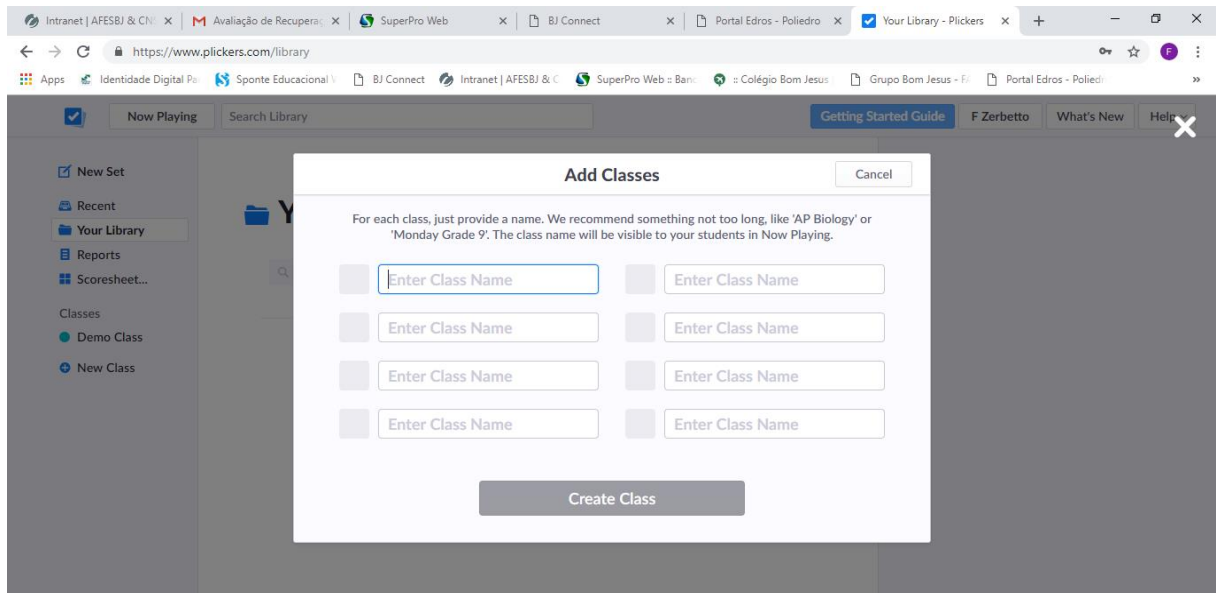 Intranet | AFESBJ & CN
Avaliação de Recuperaç
SuperPro Web
BJ Connect
Portal Edros - Poliedro
Your Library - Plickers
https://www.plickers.com/library
Apps
Identidade Digital Pa
Sponte Educacional
BJ Connect
Intranet | AFESBJ & C
SuperPro Web :: Banc
:: Colégio Bom Jesus
Grupo Bom Jesus - FA
Portal Edros - Poliedr
Now Playing
Search Library
Getting Started Guide
F Zerbetto
What's New
Help
New Set
Recent
Your Library
Reports
Scoresheet...
Classes
Demo Class
New Class
Y
Add Classes
Cancel
For each class, just provide a name. We recommend something not too long, like 'AP Biology' or
'Monday Grade 9'. The class name will be visible to your students in Now Playing.
Enter Class Name Enter Class Name
Enter Class Name Enter Class Name
Enter Class Name Enter Class Name
Enter Class Name Enter Class Name
Create Class